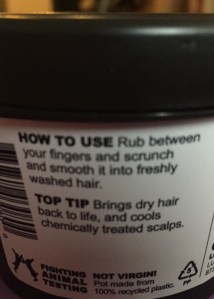 HOW TO USE Rub between
your fingers and scrunch
and smooth it into freshly
washed hair.
TOP TIP Brings dry hair
back to life, and cools
chemically treated scalps.
FIGHTING
ANIMAL
TESTING
NOT VIRGIN!
Pot made from
100% recycled plastic.
PP